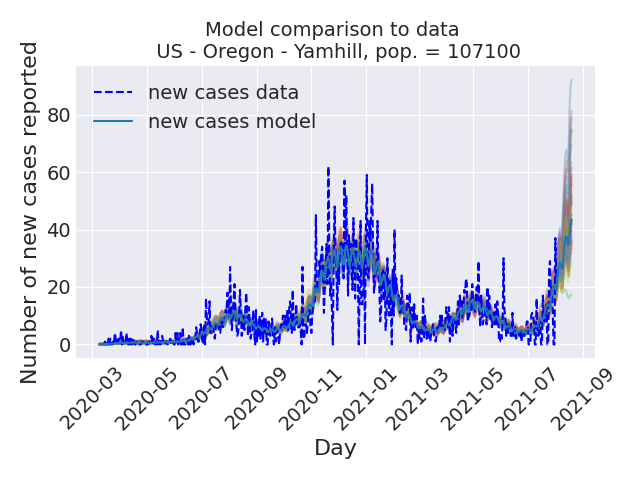 Model comparison to data
US - Oregon - Yamhill, pop. = 107100
Number of new cases reported
new cases data
new cases model
80
60
40
20
0
2020-03
2020-05
2020-07
2020-09
2020-11
2021-01
2021-03
2021-05
2021-07
2021-09
Day